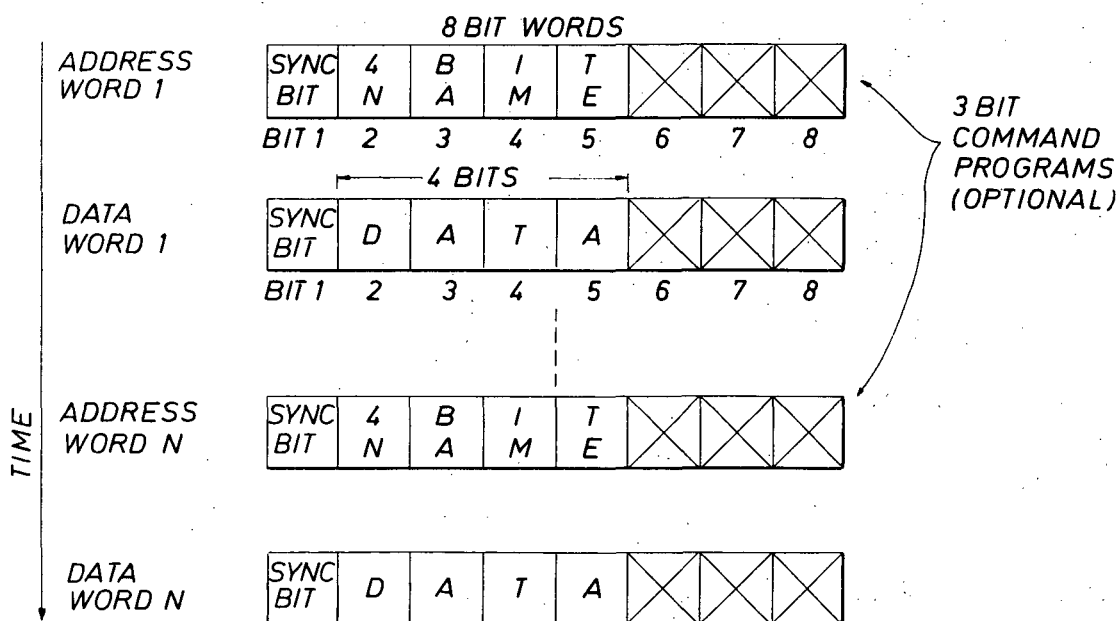 8 BIT WORDS
ADDRESS
WORD 1
SYNC
BIT
4 B I T
N A M E
BIT 1 2 3 4 5 6 7 8
3 BIT
COMMAND
PROGRAMS
(OPTIONAL)
4 BITS
DATA
WORD 1
SYNC
BIT
D A T A
BIT 1 2 3 4 5 6 7 8
TIME
ADDRESS
WORD N
SYNC
BIT
4 B I T
N A M E
DATA
WORD N
SYNC
BIT
D A T A